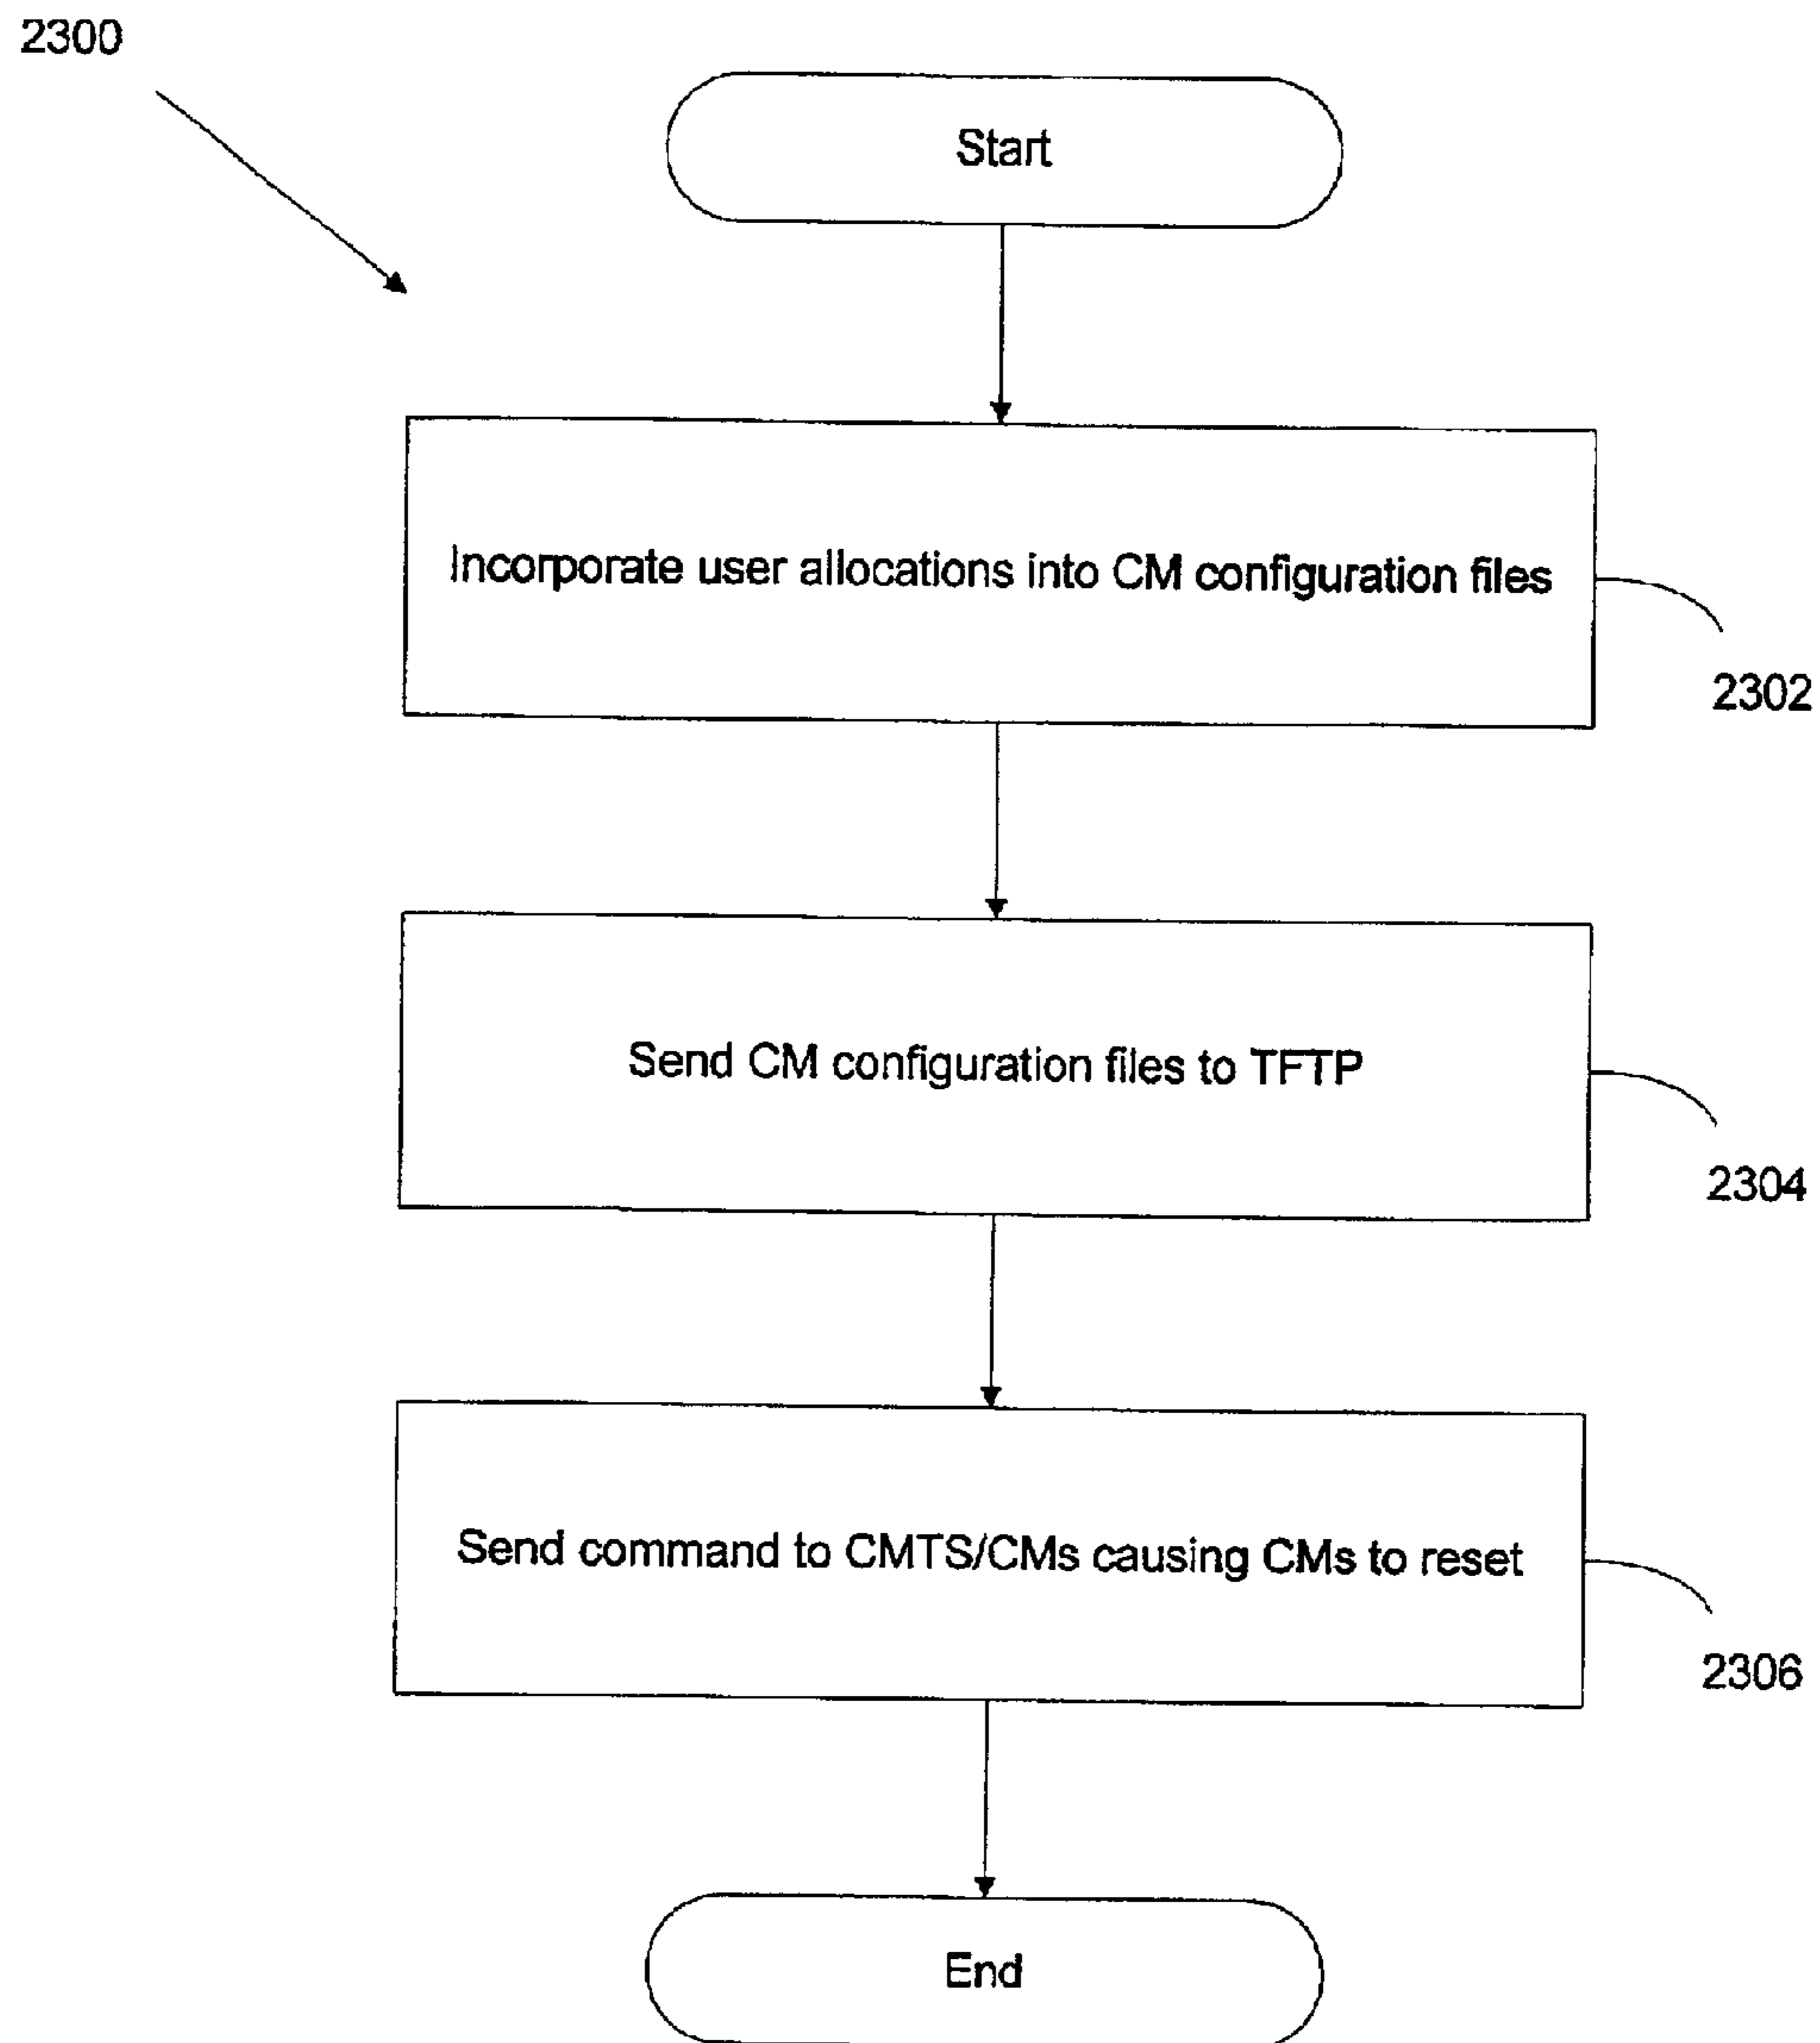 2300
Start
Incorporate user allocations into CM configuration files
2302
Send CM configuration files to TFTP
2304
Send command to CMTS/CMs causing CMs to reset
2306
End